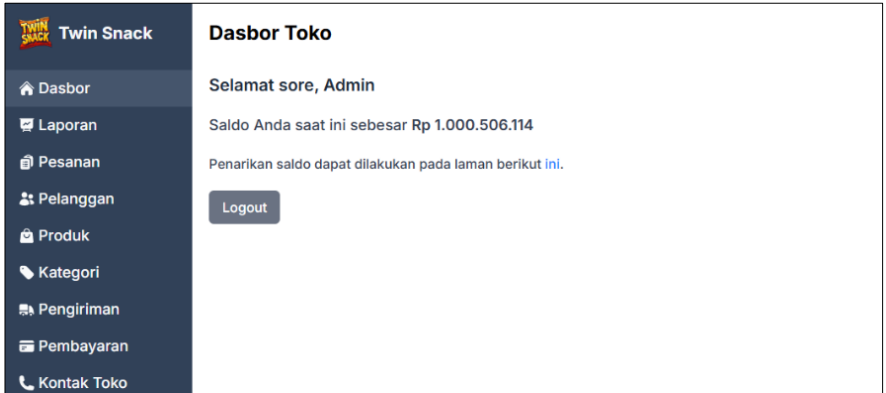 TWIN SNACK
Twin Snack
Dasbor
Laporan
Pesanan
Pelanggan
Produk
Kategori
Pengiriman
Pembayaran
Kontak Toko
Dasbor Toko
Selamat sore, Admin
Saldo Anda saat ini sebesar Rp 1.000.506.114
Penarikan saldo dapat dilakukan pada laman berikut ini.
Logout